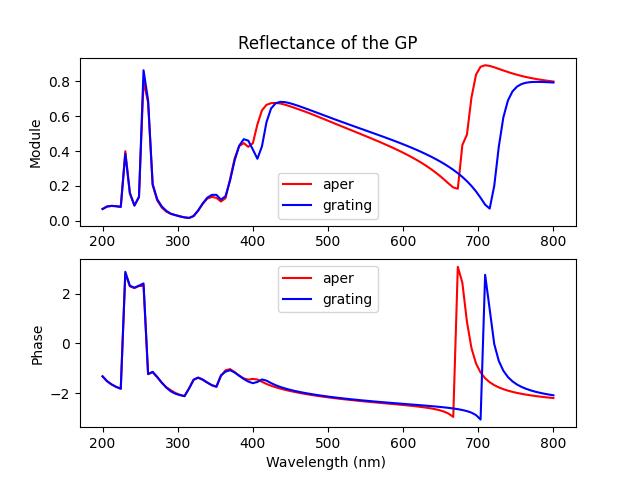 Reflectance of the GP
0.8
0.6
0.4
0.2
0.0
Module
aper
grating
200 300 400 500 600 700 800
2
0
−2
Phase
aper
grating
200 300 400 500 600 700 800
Wavelength (nm)